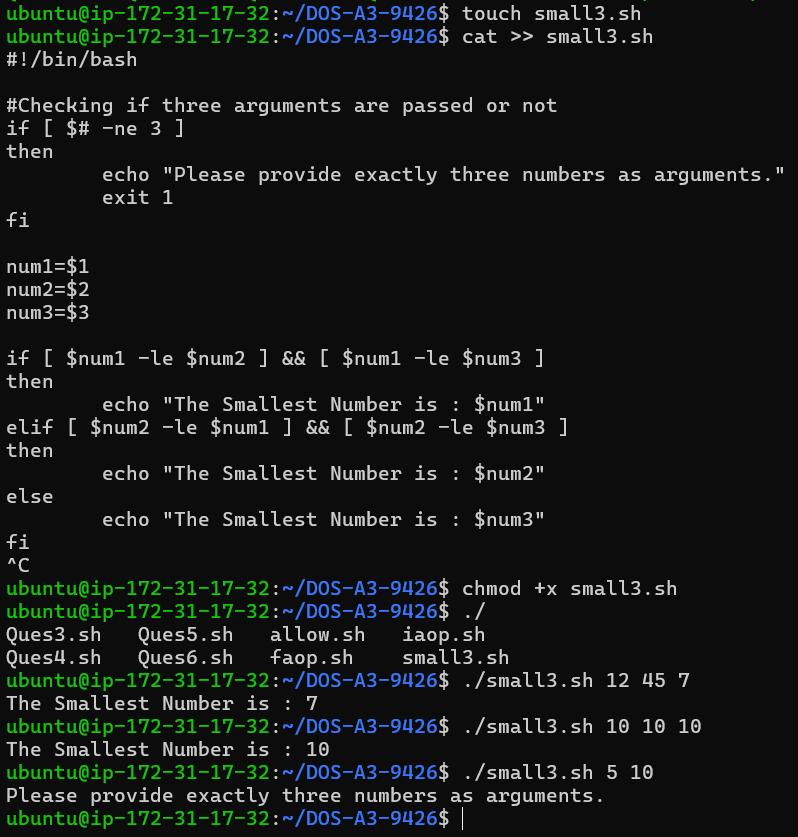 ubuntu@ip-172-31-17-32:~/DOS-A3-9426$ touch small3.sh
ubuntu@ip-172-31-17-32:~/DOS-A3-9426$ cat >> small3.sh
#!/bin/bash

#Checking if three arguments are passed or not
if [ $# -ne 3 ]
then
        echo "Please provide exactly three numbers as arguments."
        exit 1
fi

num1=$1
num2=$2
num3=$3

if [ $num1 -le $num2 ] && [ $num1 -le $num3 ]
then
        echo "The Smallest Number is : $num1"
elif [ $num2 -le $num1 ] && [ $num2 -le $num3 ]
then
        echo "The Smallest Number is : $num2"
else
        echo "The Smallest Number is : $num3"
fi
^C
ubuntu@ip-172-31-17-32:~/DOS-A3-9426$ chmod +x small3.sh
ubuntu@ip-172-31-17-32:~/DOS-A3-9426$ ./
Ques3.sh   Ques5.sh   allow.sh   iaop.sh
Ques4.sh   Ques6.sh   faop.sh    small3.sh
ubuntu@ip-172-31-17-32:~/DOS-A3-9426$ ./small3.sh 12 45 7
The Smallest Number is : 7
ubuntu@ip-172-31-17-32:~/DOS-A3-9426$ ./small3.sh 10 10 10
The Smallest Number is : 10
ubuntu@ip-172-31-17-32:~/DOS-A3-9426$ ./small3.sh 5 10
Please provide exactly three numbers as arguments.
ubuntu@ip-172-31-17-32:~/DOS-A3-9426$